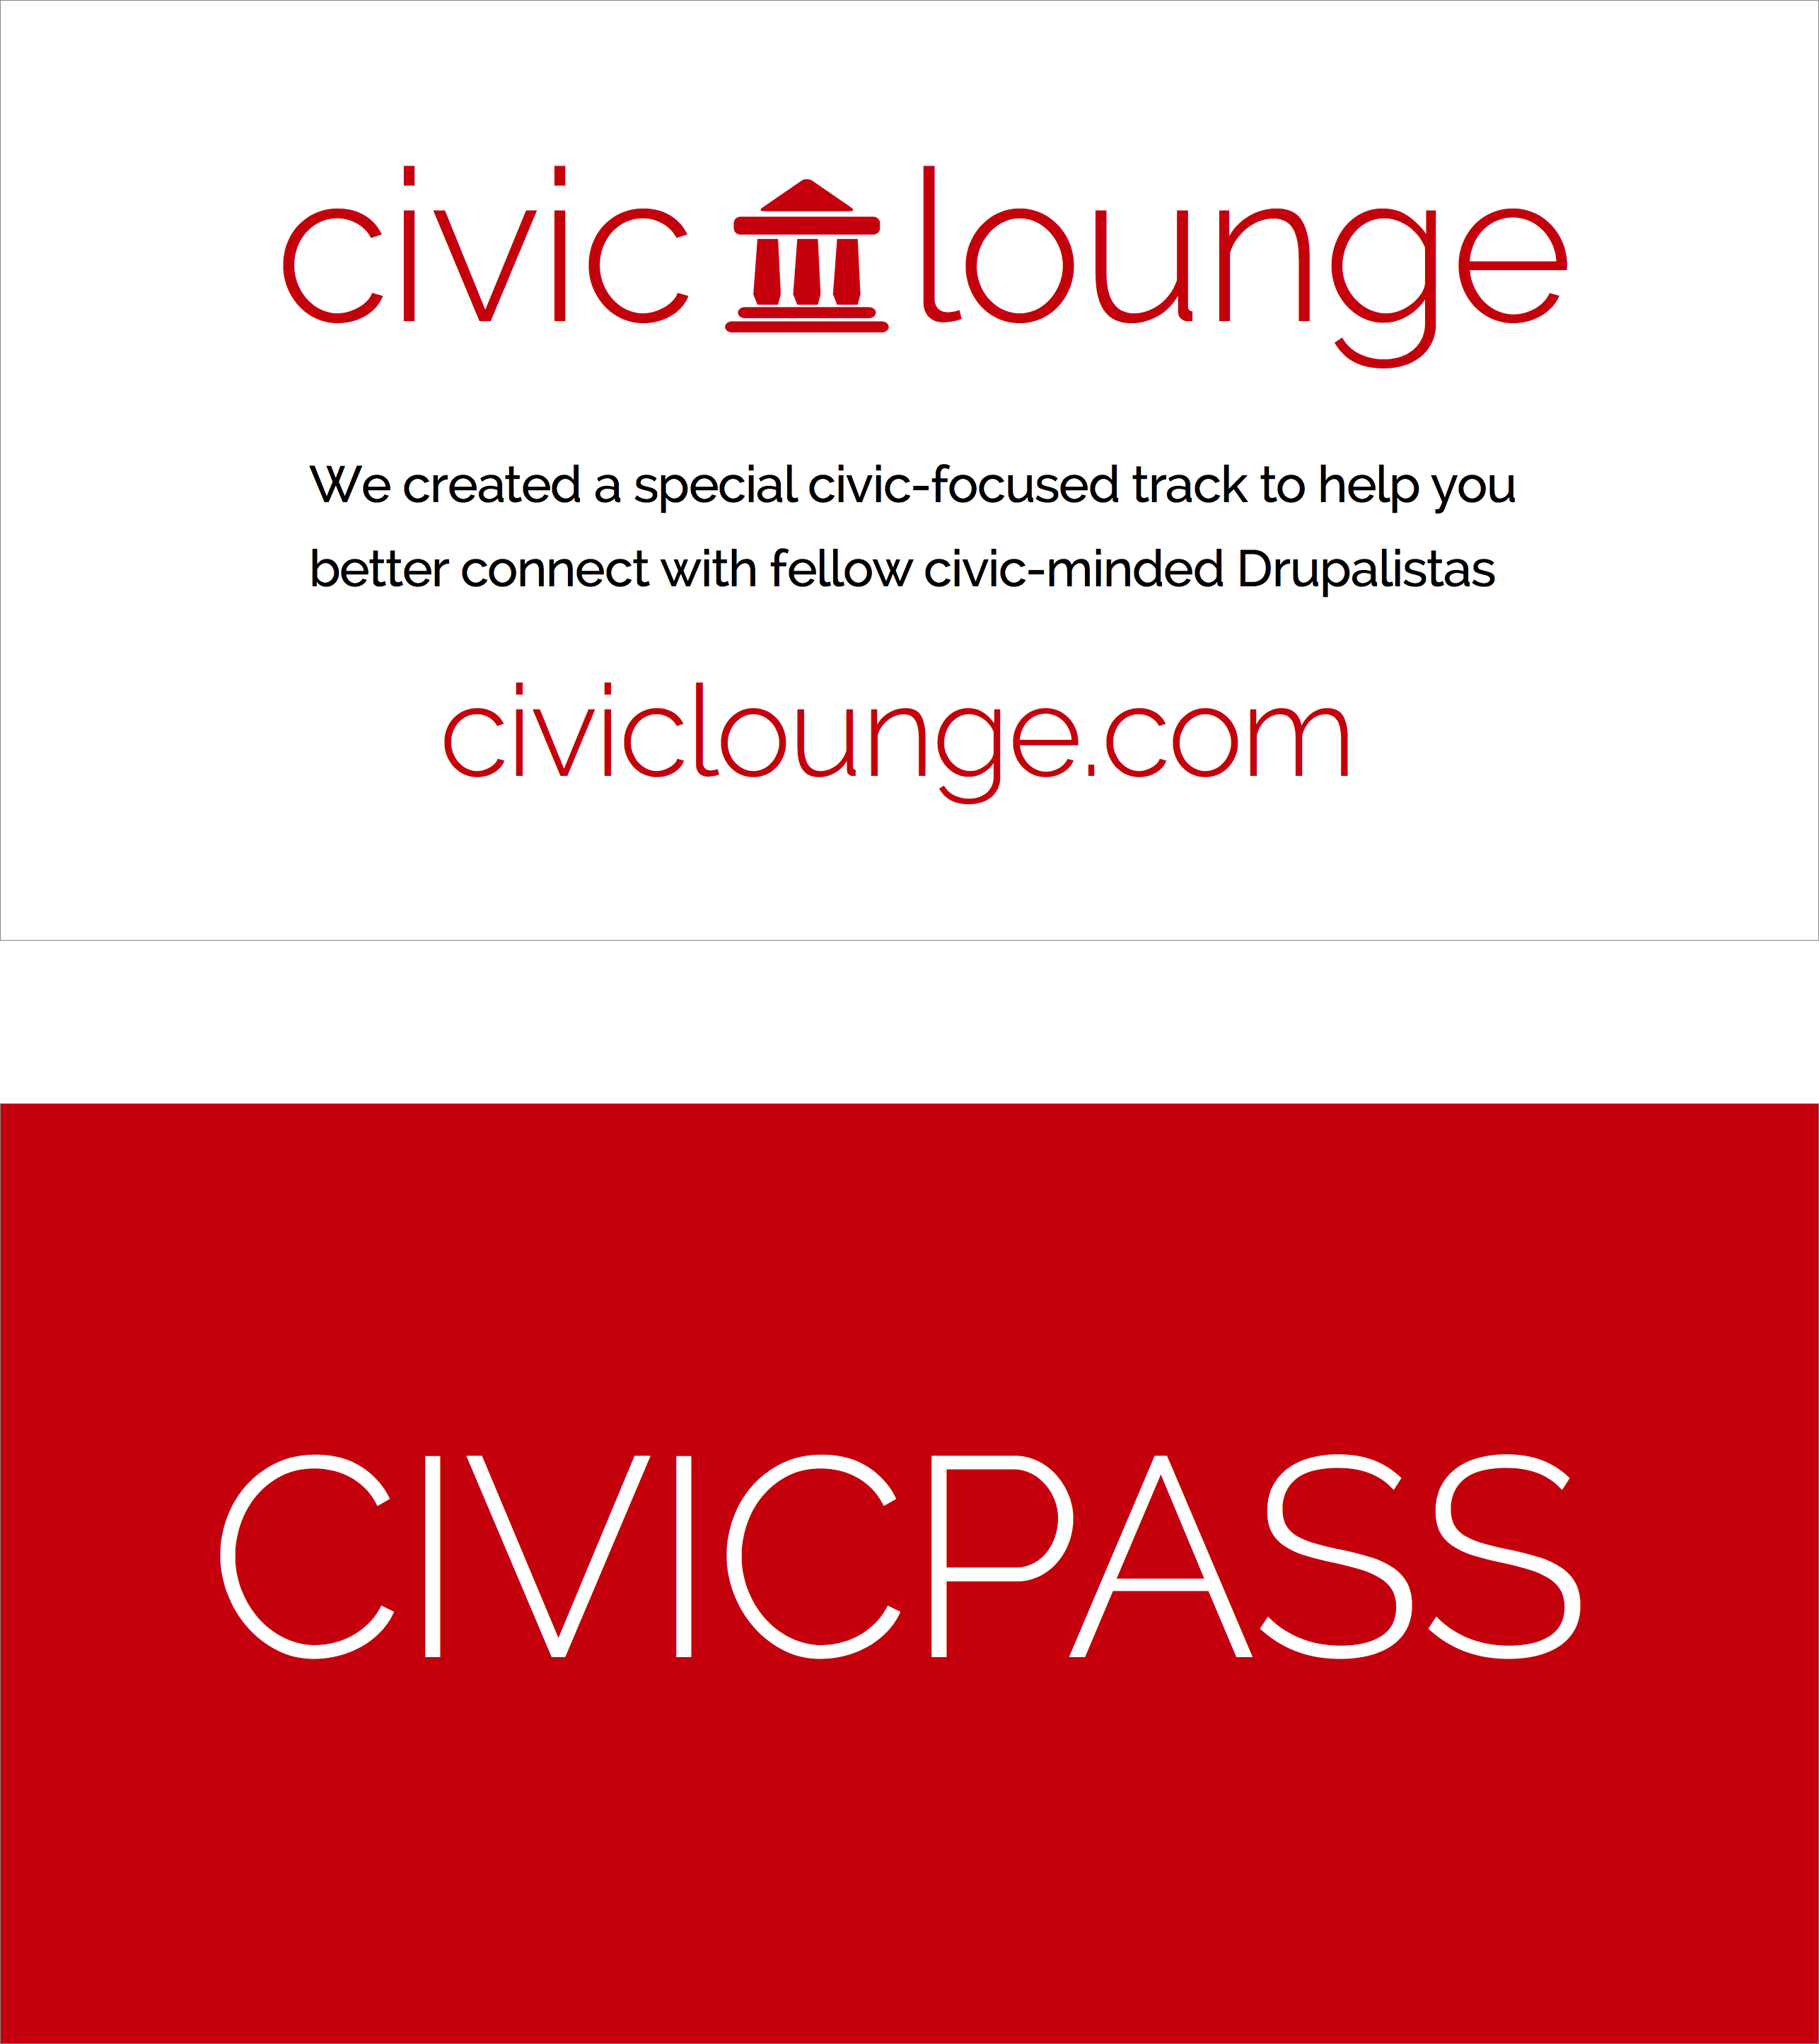 civic lounge
We created a special civic-focused track to help you
better connect with fellow civic-minded Drupalistas
civiclounge.com
CIVICPASS